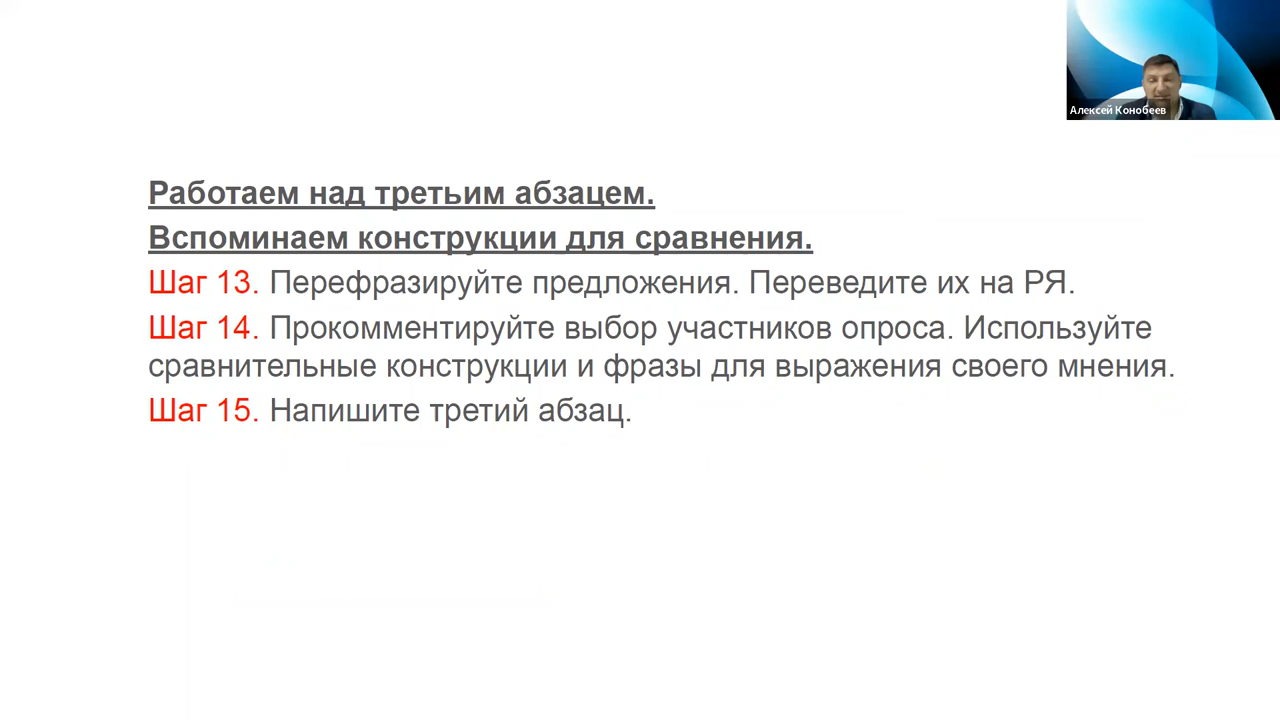 Алексей Конобеев
Работаем над третьим абзацем.
Вспоминаем конструкции для сравнения.
Шаг 13. Перефразируйте предложения. Переведите их на РЯ.
Шаг 14. Прокомментируйте выбор участников опроса. Используйте
сравнительные конструкции и фразы для выражения своего мнения.
Шаг 15. Напишите третий абзац.